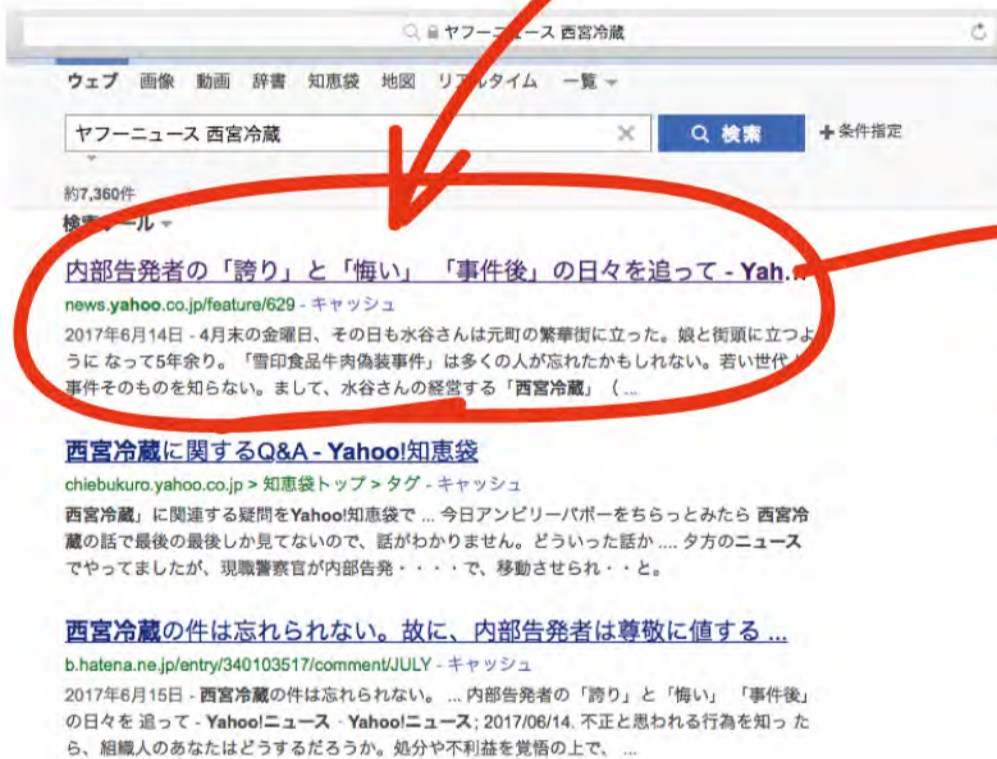 ヤフーニュース 西宮冷蔵
ウェブ 画像 動画 辞書 知恵袋 地図 リアルタイム 一覧
ヤフーニュース 西宮冷蔵 × 検索 +条件指定
約7,360件
検索ツール
内部告発者の「誇り」と「悔い」 「事件後」の日々を追って - Yah...
news.yahoo.co.jp/feature/629 - キャッシュ
2017年6月14日 - 4月末の金曜日、その日も水谷さんは元町の繁華街に立った。娘と街頭に立つよ
うに なって5年余り。「雪印食品牛肉偽装事件」は多くの人が忘れたかもしれない。若い世代
事件そのものを知らない。まして、水谷さんの経営する「西宮冷蔵」（ ...
西宮冷蔵に関するQ&A - Yahoo!知恵袋
chiebukuro.yahoo.co.jp > 知恵袋トップ > タグ - キャッシュ
西宮冷蔵」に関連する疑問をYahoo!知恵袋で ... 今日アンビリーバボーをちらっとみたら 西宮冷
蔵の話で最後の最後しか見てないので、話がわかりません。どういった話か .... 夕方のニュース
でやってましたが、現職警察官が内部告発・・・・で、移動させられ・・と。
西宮冷蔵の件は忘れられない。故に、内部告発者は尊敬に値する ...
b.hatena.ne.jp/entry/340103517/comment/JULY - キャッシュ
2017年6月15日 - 西宮冷蔵の件は忘れられない。 ... 内部告発者の「誇り」と「悔い」 「事件後」
の日々を 追って - Yahoo!ニュース · Yahoo!ニュース; 2017/06/14. 不正と思われる行為を知っ た
ら、組織人のあなたはどうするだろうか。処分や不利益を覚悟の上で、 ...